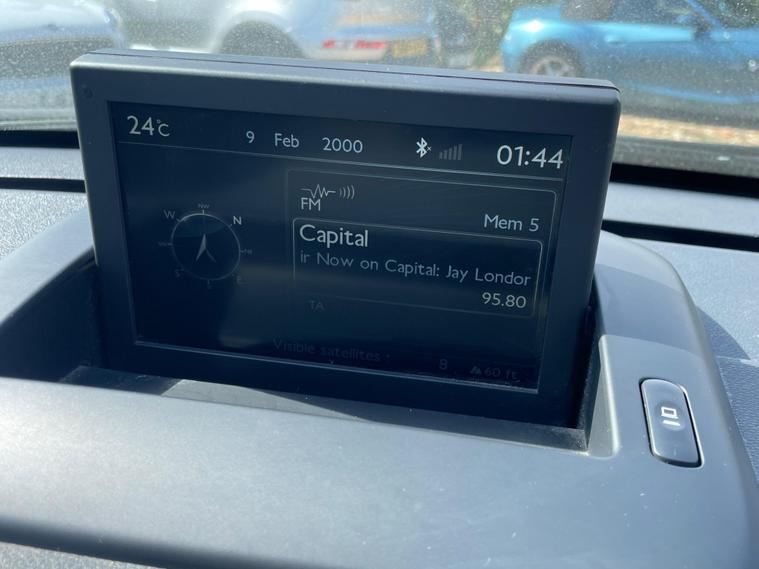 24°C 9 Feb 2000 01:44
FM Mem 5
Capital
ir Now on Capital: Jay Londor
95.80
TA
Visible satellites : 8 60 ft
NW
W N
S E